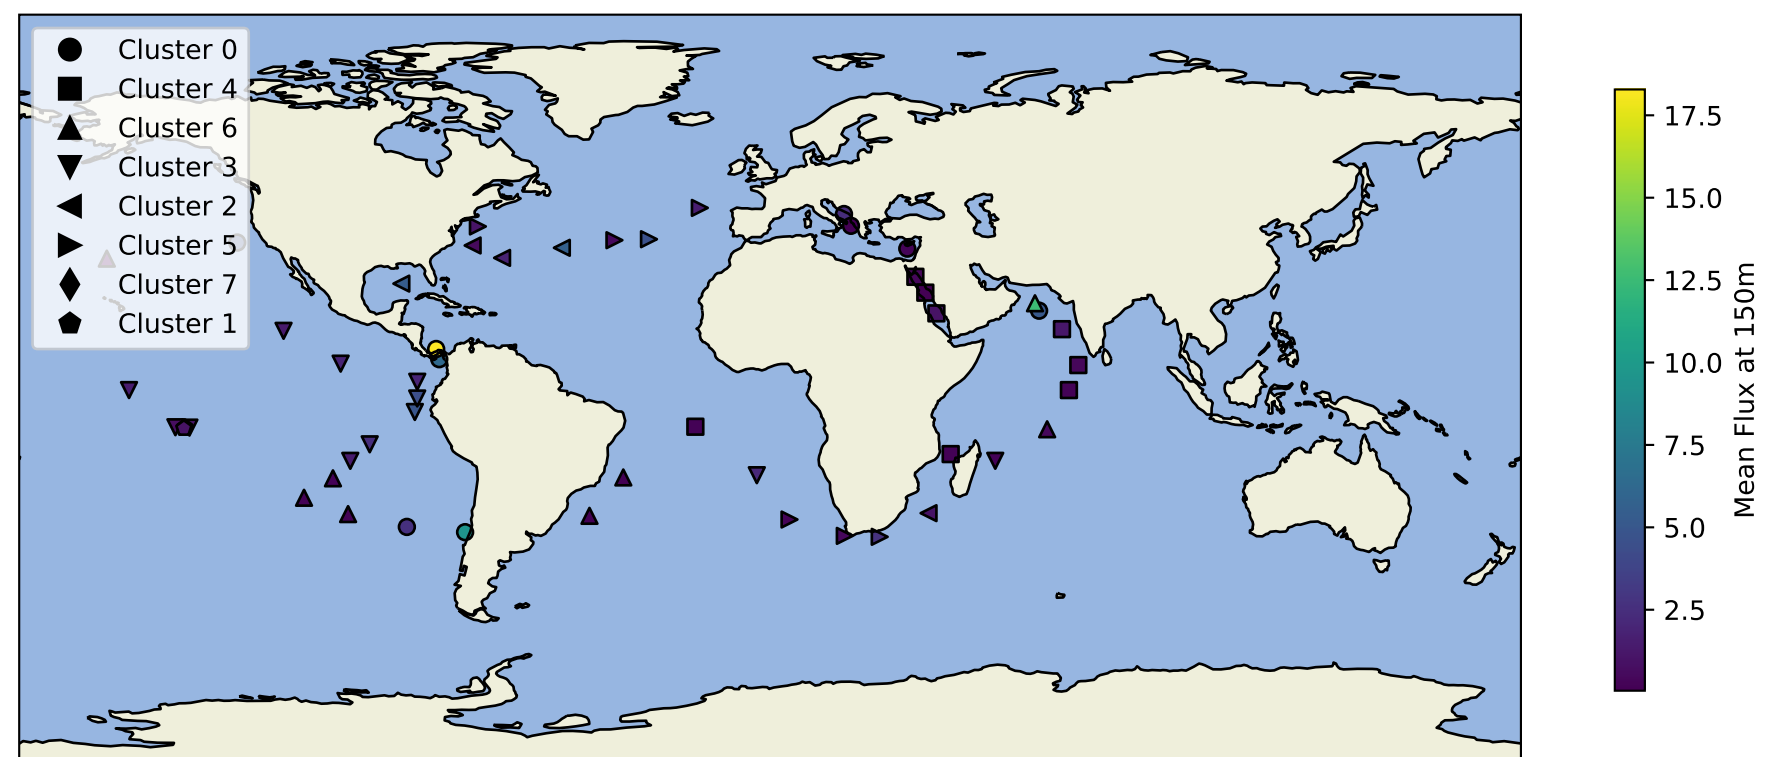 Cluster 0
Cluster 4
Cluster 6
Cluster 3
Cluster 2
Cluster 5
Cluster 7
Cluster 1
17.5
15.0
12.5
10.0
7.5
5.0
2.5
Mean Flux at 150m